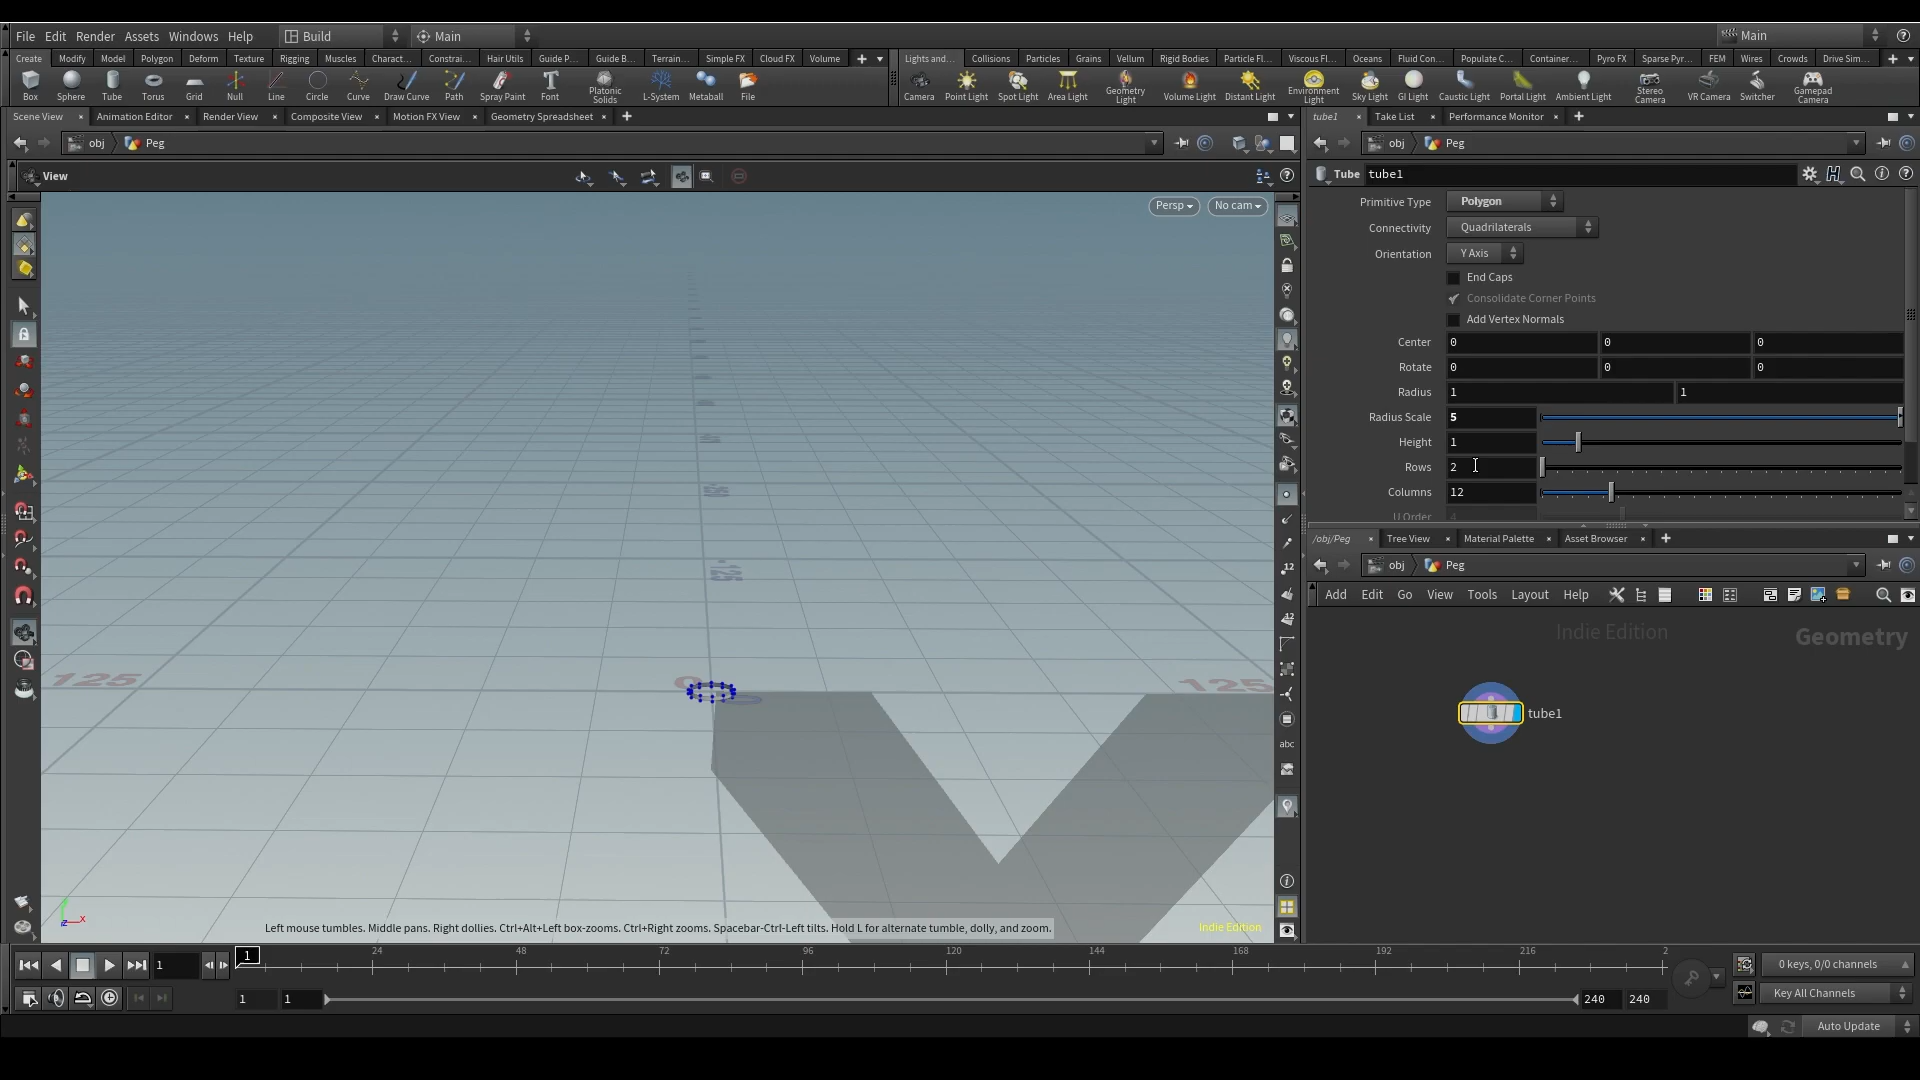 File Edit Render Assets Windows Help Build Main Main
Create Modify Model Polygon Deform Texture Rigging Muscles Charact... Constrai... Hair Utils Guide P... Guide B... Terrain... Simple FX Cloud FX Volume
Lights and... Collisions Particles Grains Vellum Rigid Bodies Particle Fl... Viscous Fl... Oceans Fluid Con... Populate C... Container... Pyro FX Sparse Pyr... FEM Wires Crowds Drive Sim...
Box Sphere Tube Torus Grid Null Line Circle Curve Draw Curve Path Spray Paint Font Platonic Solids L-System Metaball File
Camera Point Light Spot Light Area Light Geometry Light Volume Light Distant Light Environment Light Sky Light GI Light Caustic Light Portal Light Ambient Light Stereo Camera VR Camera Switcher Gamepad Camera
Scene View Animation Editor Render View Composite View Motion FX View Geometry Spreadsheet
obj Peg
View
Persp No cam
125
0
125
Left mouse tumbles. Middle pans. Right dollies. Ctrl+Alt+Left box-zooms. Ctrl+Right zooms. Spacebar-Ctrl-Left tilts. Hold L for alternate tumble, dolly, and zoom.
Indie Edition
12
12
abc
z x
tube1 Take List Performance Monitor
obj Peg
Tube tube1
Primitive Type Polygon
Connectivity Quadrilaterals
Orientation Y Axis
End Caps
Consolidate Corner Points
Add Vertex Normals
Center 0 0 0
Rotate 0 0 0
Radius 1 1
Radius Scale 5
Height 1
Rows 2
Columns 12
U Order 4
/obj/Peg Tree View Material Palette Asset Browser
obj Peg
Add Edit View Tools Layout Help
Indie Edition
Geometry
tube1
1 1 24 48 72 96 120 144 168 192 216 2
0 keys, 0/0 channels
1 1 240 240
Key All Channels
Auto Update